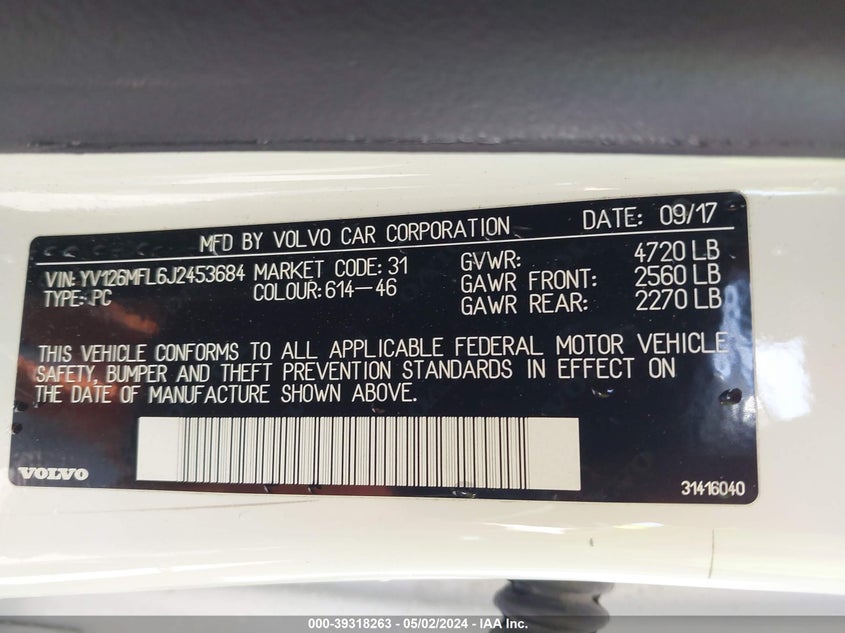 MFD BY VOLVO CAR CORPORATION DATE: 09/17
VIN: YV126MFL6J2453684 MARKET CODE: 31 GVWR: 4720 LB
TYPE: PC COLOUR: 614-46 GAWR FRONT: 2560 LB
GAWR REAR: 2270 LB
THIS VEHICLE CONFORMS TO ALL APPLICABLE FEDERAL MOTOR VEHICLE
SAFETY, BUMPER AND THEFT PREVENTION STANDARDS IN EFFECT ON
THE DATE OF MANUFACTURE SHOWN ABOVE.
VOLVO
31416040
000-39318263 - 05/02/2024 - IAA Inc.